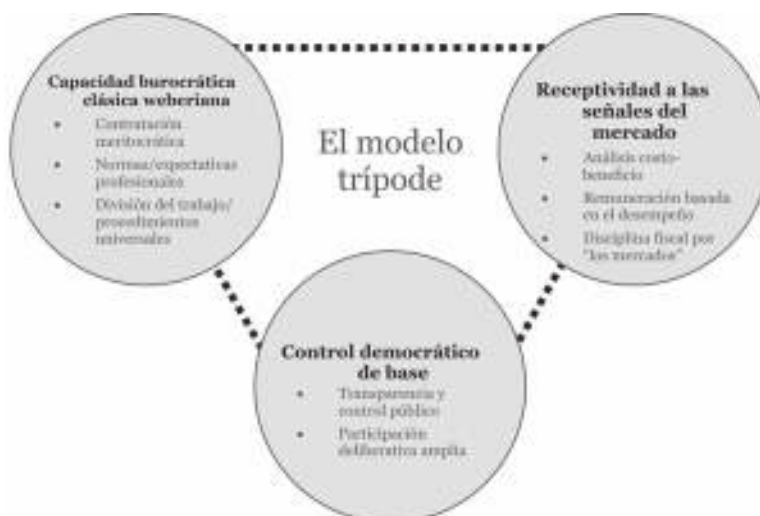 Capacidad burocrática
clásica weberiana
• Contratación
meritocrática
• Normas/expectativas
profesionales
• División del trabajo/
procedimientos
universales
El modelo
trípode
Receptividad a las
señales del
mercado
• Análisis costo-
beneficio
• Remuneración basada
en el desempeño
• Disciplina fiscal por
"los mercados"
Control democrático
de base
• Transparencia y
control público
• Participación
deliberativa amplia